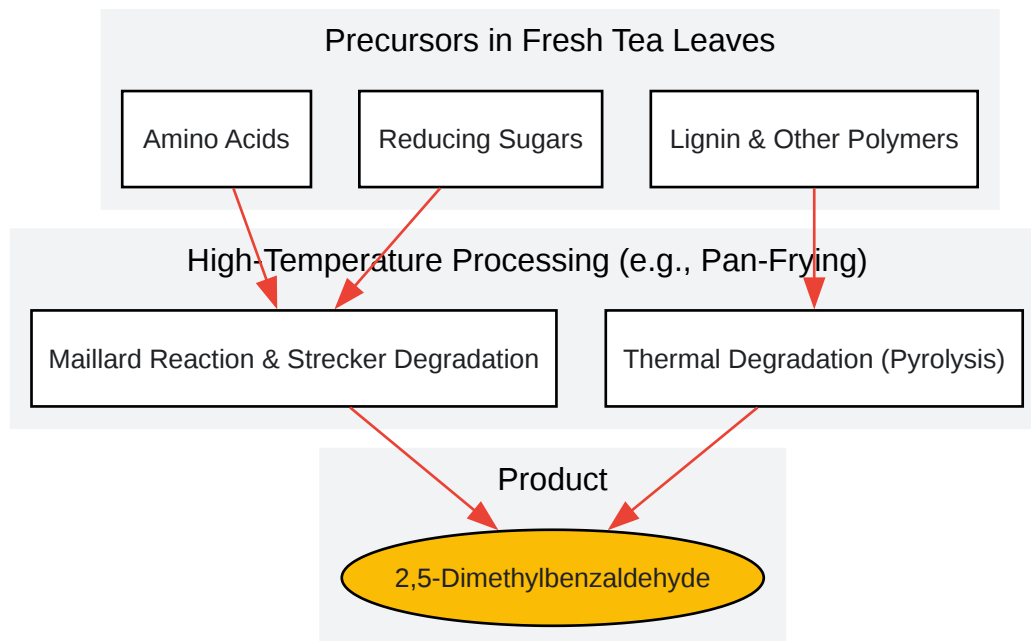 Precursors in Fresh Tea Leaves
Amino Acids
Reducing Sugars
Lignin & Other Polymers
High-Temperature Processing (e.g., Pan-Frying)
Maillard Reaction & Strecker Degradation
Thermal Degradation (Pyrolysis)
Product
2,5-Dimethylbenzaldehyde